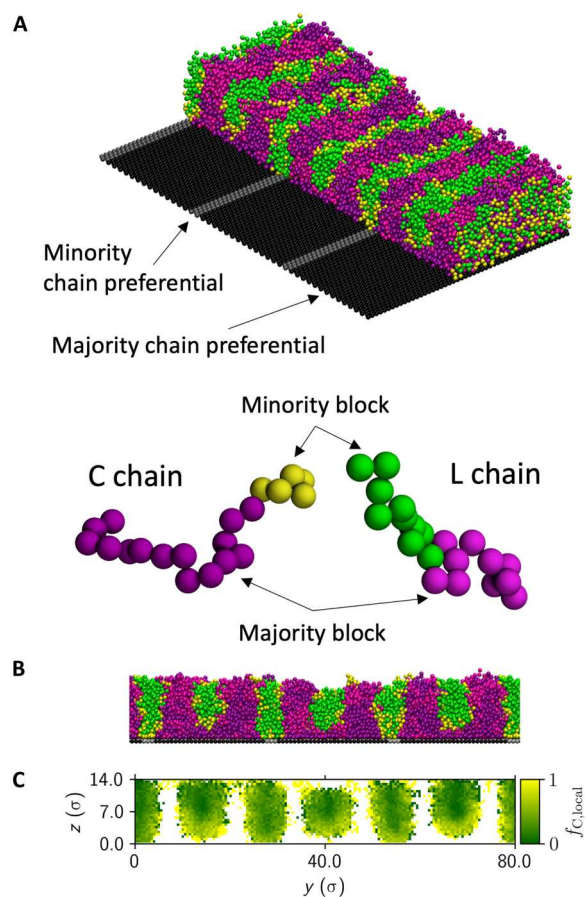 A
Minority
chain preferential
Majority chain preferential
Minority block
C chain
L chain
Majority block
B
C
14.0
7.0
0.0
z (σ)
0
40.0
80.0
y (σ)
1
0
f_C,local